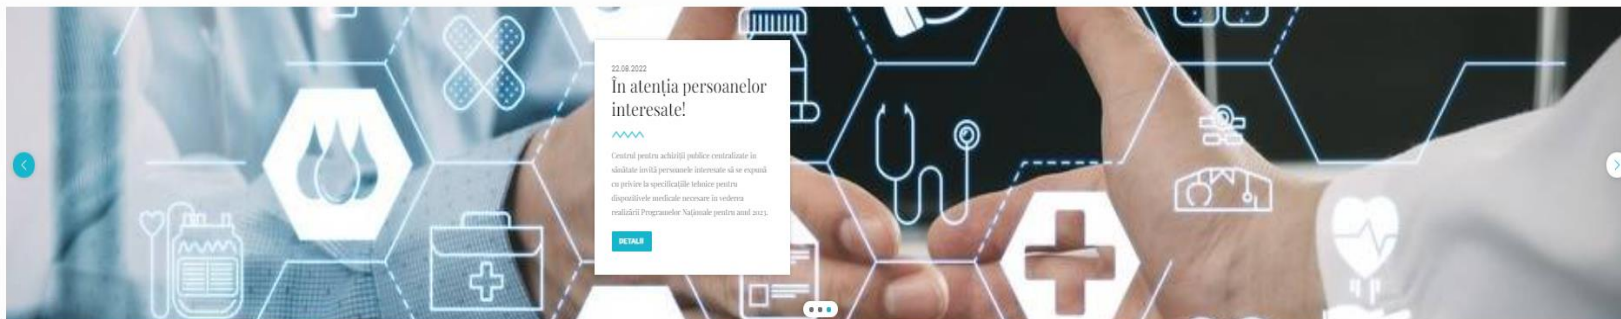 22.08.2022
În atenția persoanelor
interesate!
Centrul pentru achiziții publice centralizate în
sănătate invită persoanele interesate să se expună
cu privire la specificațiile tehnice pentru
dispozitivele medicale necesare în vederea
realizării Programelor Naționale pentru anul 2023.
DETALII